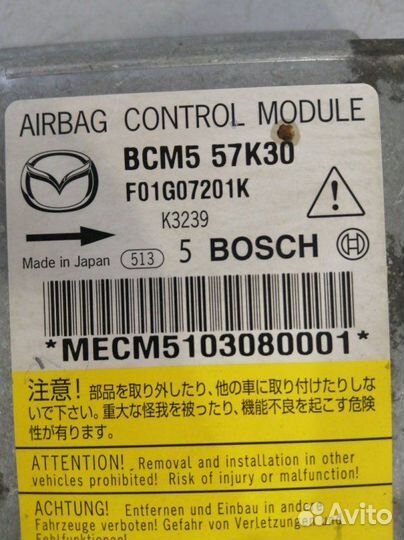 AIRBAG CONTROL MODULE
BCM5 57K30
F01G07201K
K3239
Made in Japan 513 5 BOSCH
*MECM5103080001*
注意! 部品を取り外したり、他の車に取り付けたりしな
いで下さい。重大な怪我を被ったり、機能不良を起こす危険
性が有ります。
ATTENTION! Removal and installation in other
vehicles prohibited! Risk of injury or malfunction!
ACHTUNG! Entfernen und Einbau in andere
Fahrzeuge verboten! Gefahr von Verletzungen
Avito